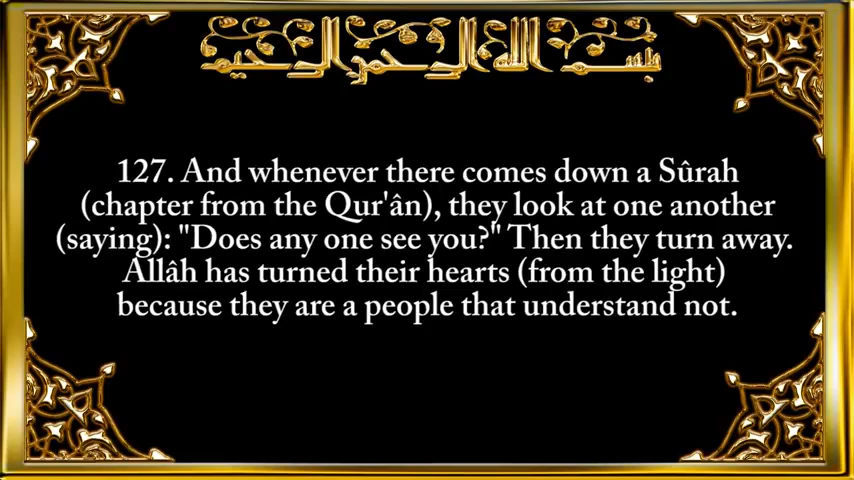 بسم الله الرحمن الرحيم
127. And whenever there comes down a Sûrah
(chapter from the Qur'ân), they look at one another
(saying): "Does any one see you?" Then they turn away.
Allâh has turned their hearts (from the light)
because they are a people that understand not.